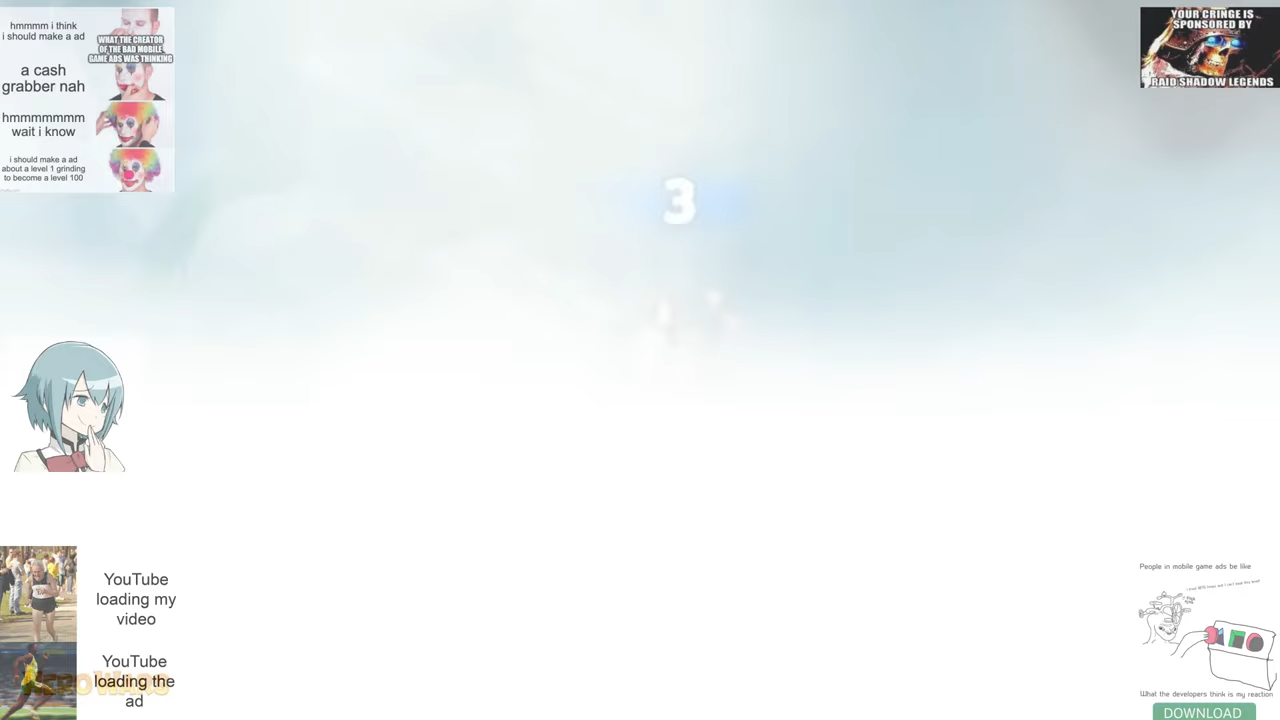 hmmmm i think
i should make a ad
WHAT THE CREATOR
OF THE BAD MOBILE
GAME ADS WAS THINKING
a cash
grabber nah
hmmmmmmm
wait i know
i should make a ad
about a level 1 grinding
to become a level 100
YOUR CRINGE IS
SPONSORED BY
RAID SHADOW LEGENDS
3
YouTube
loading my
video
YouTube
loading the
ad
HERO WARS
People in mobile game ads be like
What the developers think is my reaction
DOWNLOAD